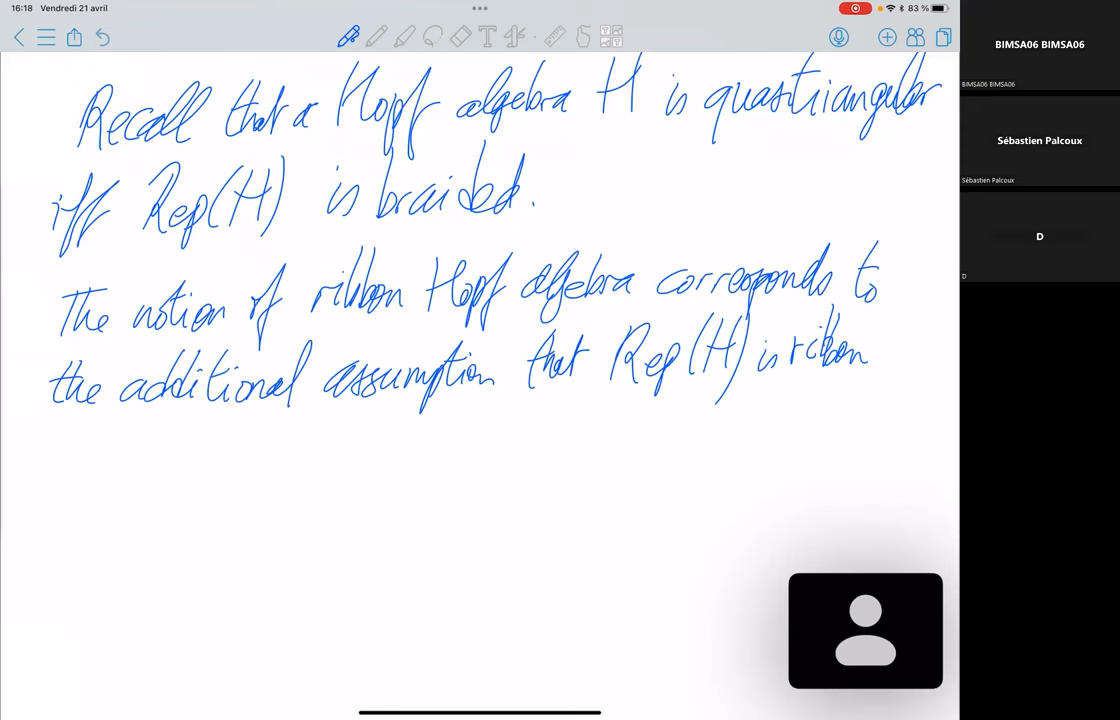 16:18 Vendredi 21 avril
83 %
BIMSA06 BIMSA06
BIMSA06 BIMSA06
Recall that a Hopf algebra H is quasitriangular
iff Rep(H) is braided.
The notion of ribbon Hopf algebra corresponds to
the additional assumption that Rep(H) is ribbon
Sébastien Palcoux
Sébastien Palcoux
D
D